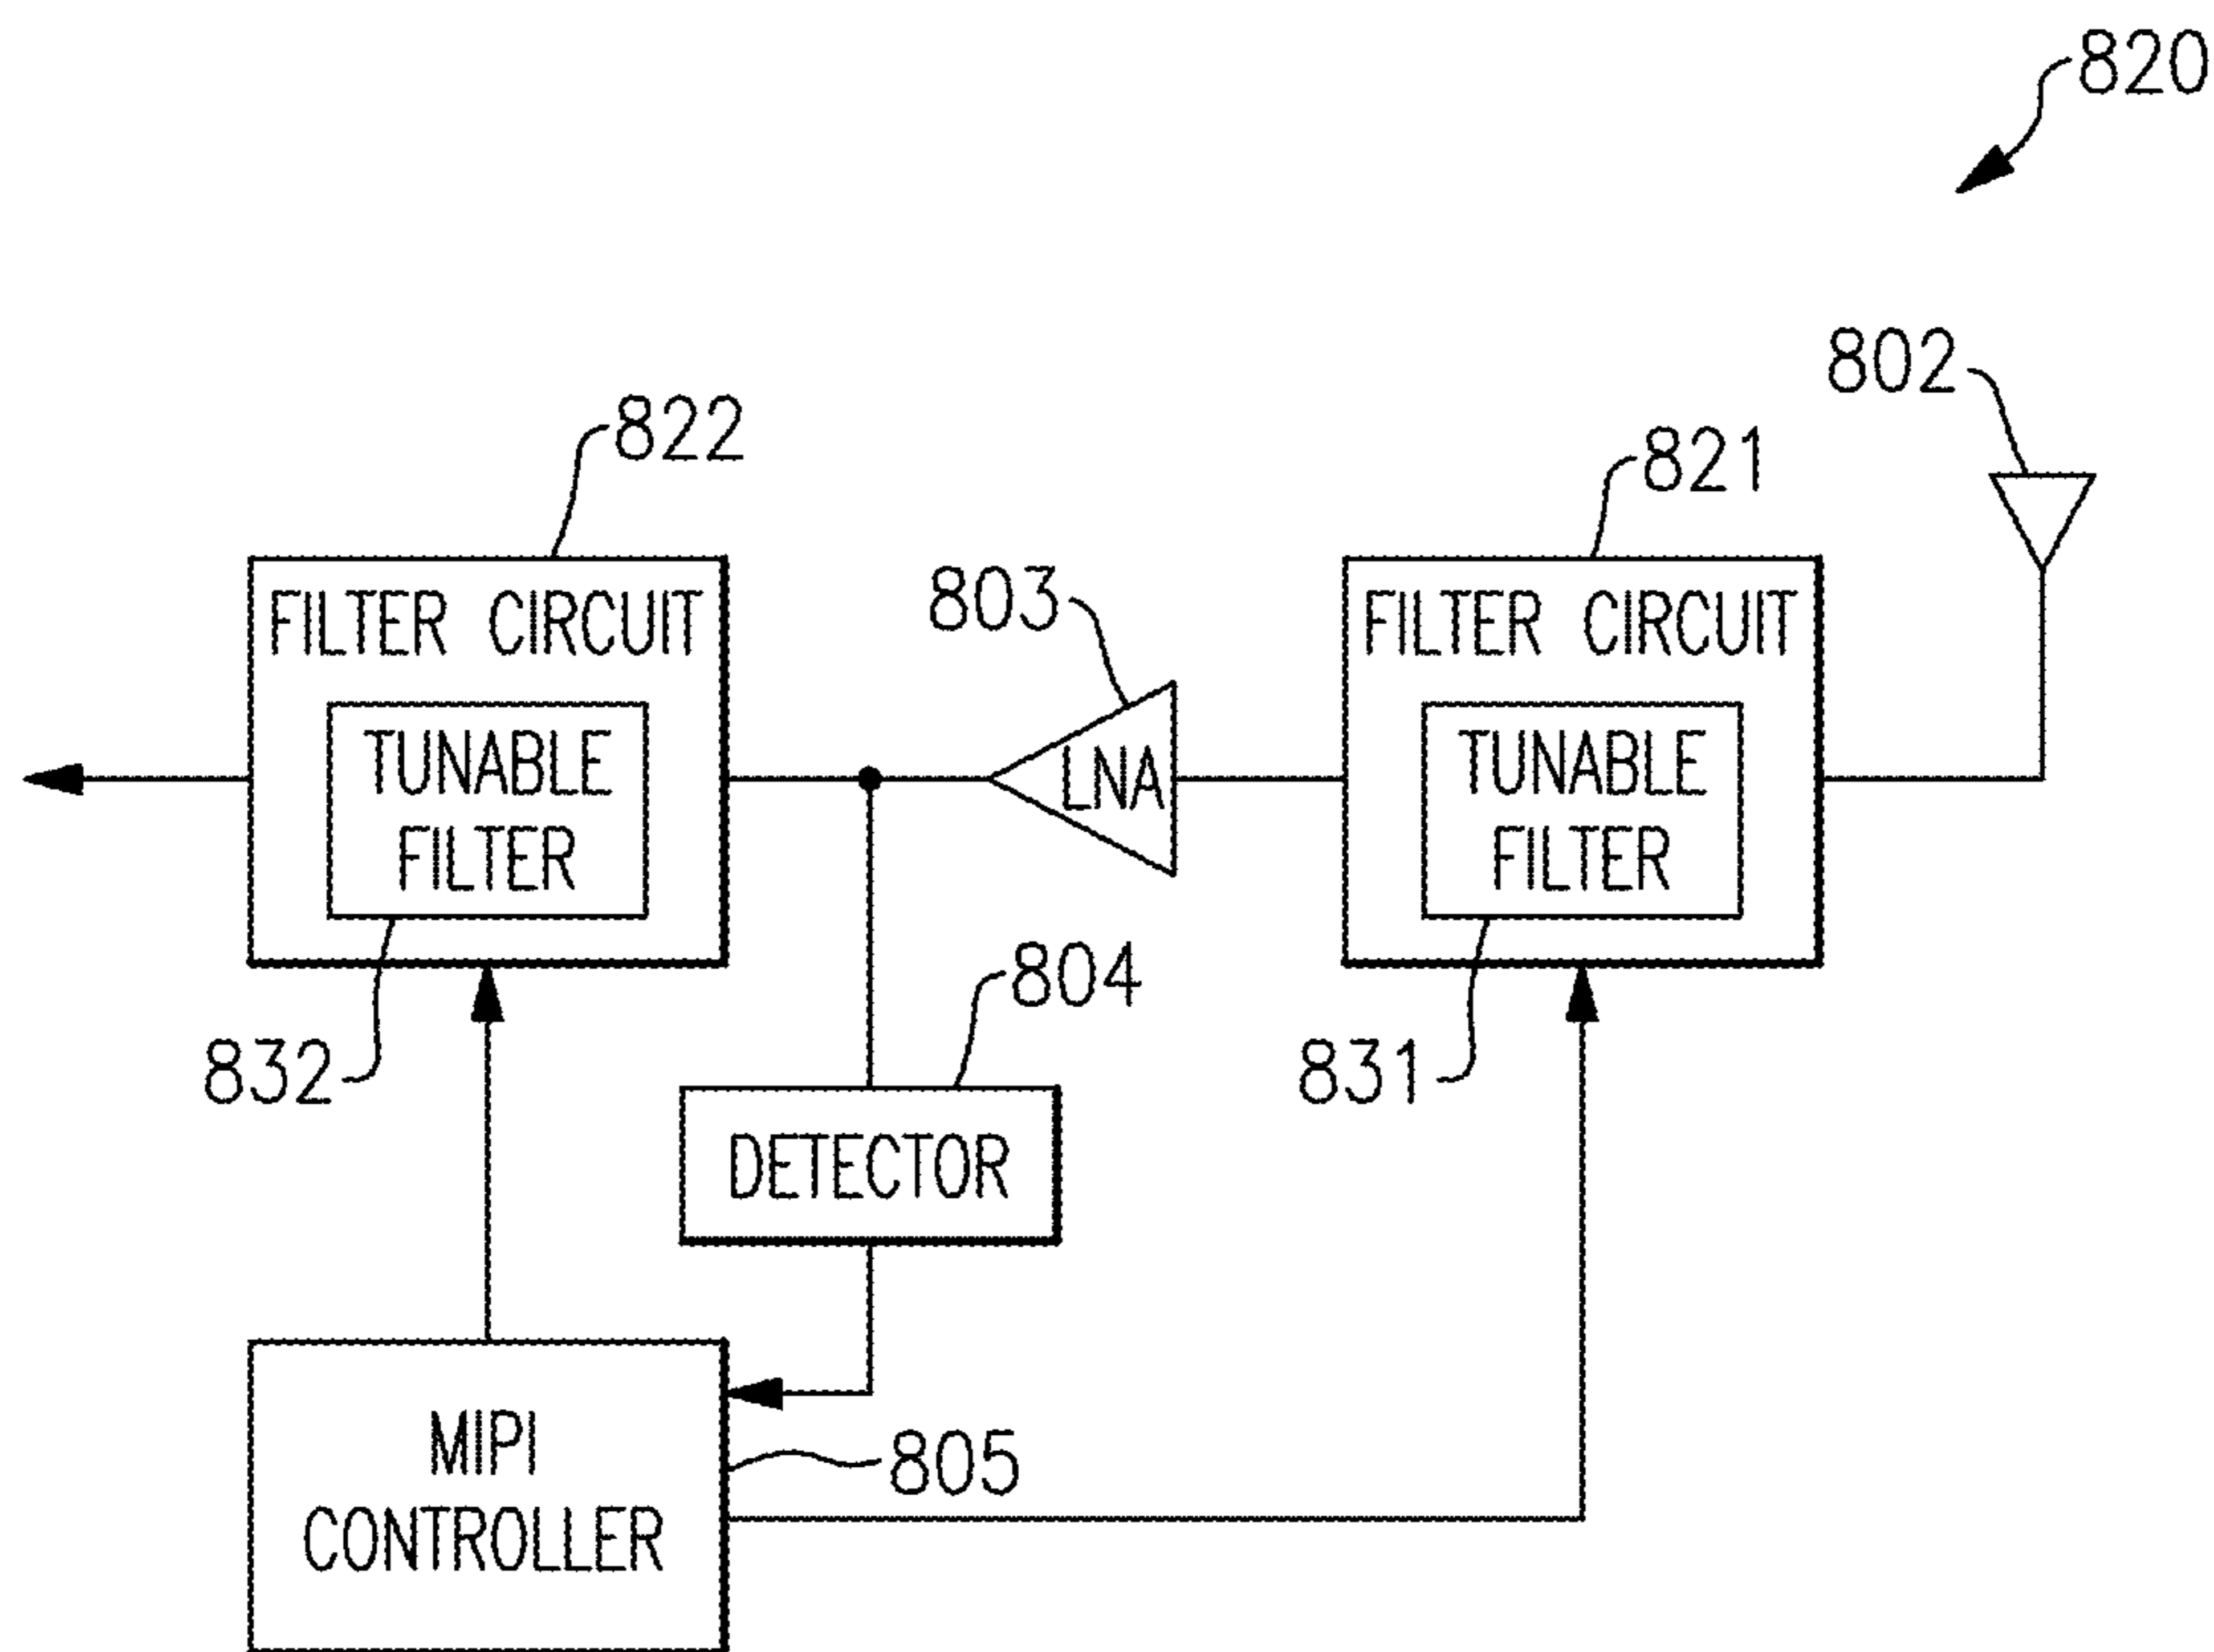 820
802
822
821
803
FILTER CIRCUIT
FILTER CIRCUIT
TUNABLE
FILTER
LNA
TUNABLE
FILTER
804
832
831
DETECTOR
805
MIPI
CONTROLLER